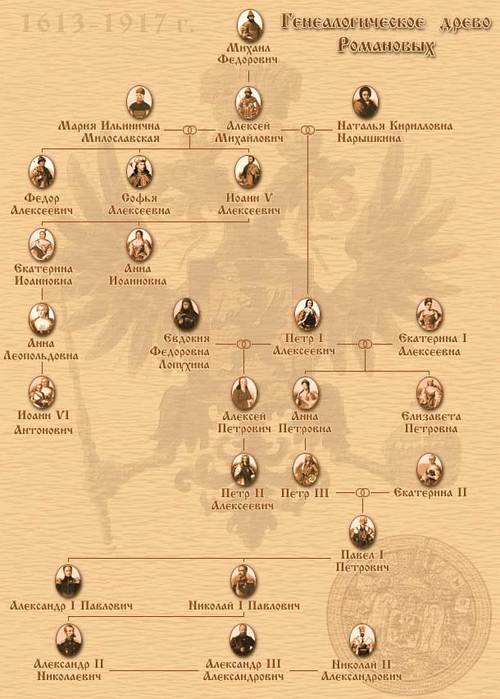 1613-1917 г.
Генеалогическое древо
Романовых
Михаил
Федорович
Мария Ильинична
Милославская
Алексей
Михайлович
Наталья Кирилловна
Нарышкина
Федор
Алексеевич
Софья
Алексеевна
Иоанн V
Алексеевич
Екатерина
Иоанновна
Анна
Иоанновна
Анна
Леопольдовна
Евдокия
Федоровна
Лопухина
Петр I
Алексеевич
Екатерина I
Алексеевна
Иоанн VI
Антонович
Алексей
Петрович
Анна
Петровна
Елизавета
Петровна
Петр II
Алексеевич
Петр III
Екатерина II
Павел I
Петрович
Александр I Павлович
Николай I Павлович
Александр II
Николаевич
Александр III
Александрович
Николай II
Александрович